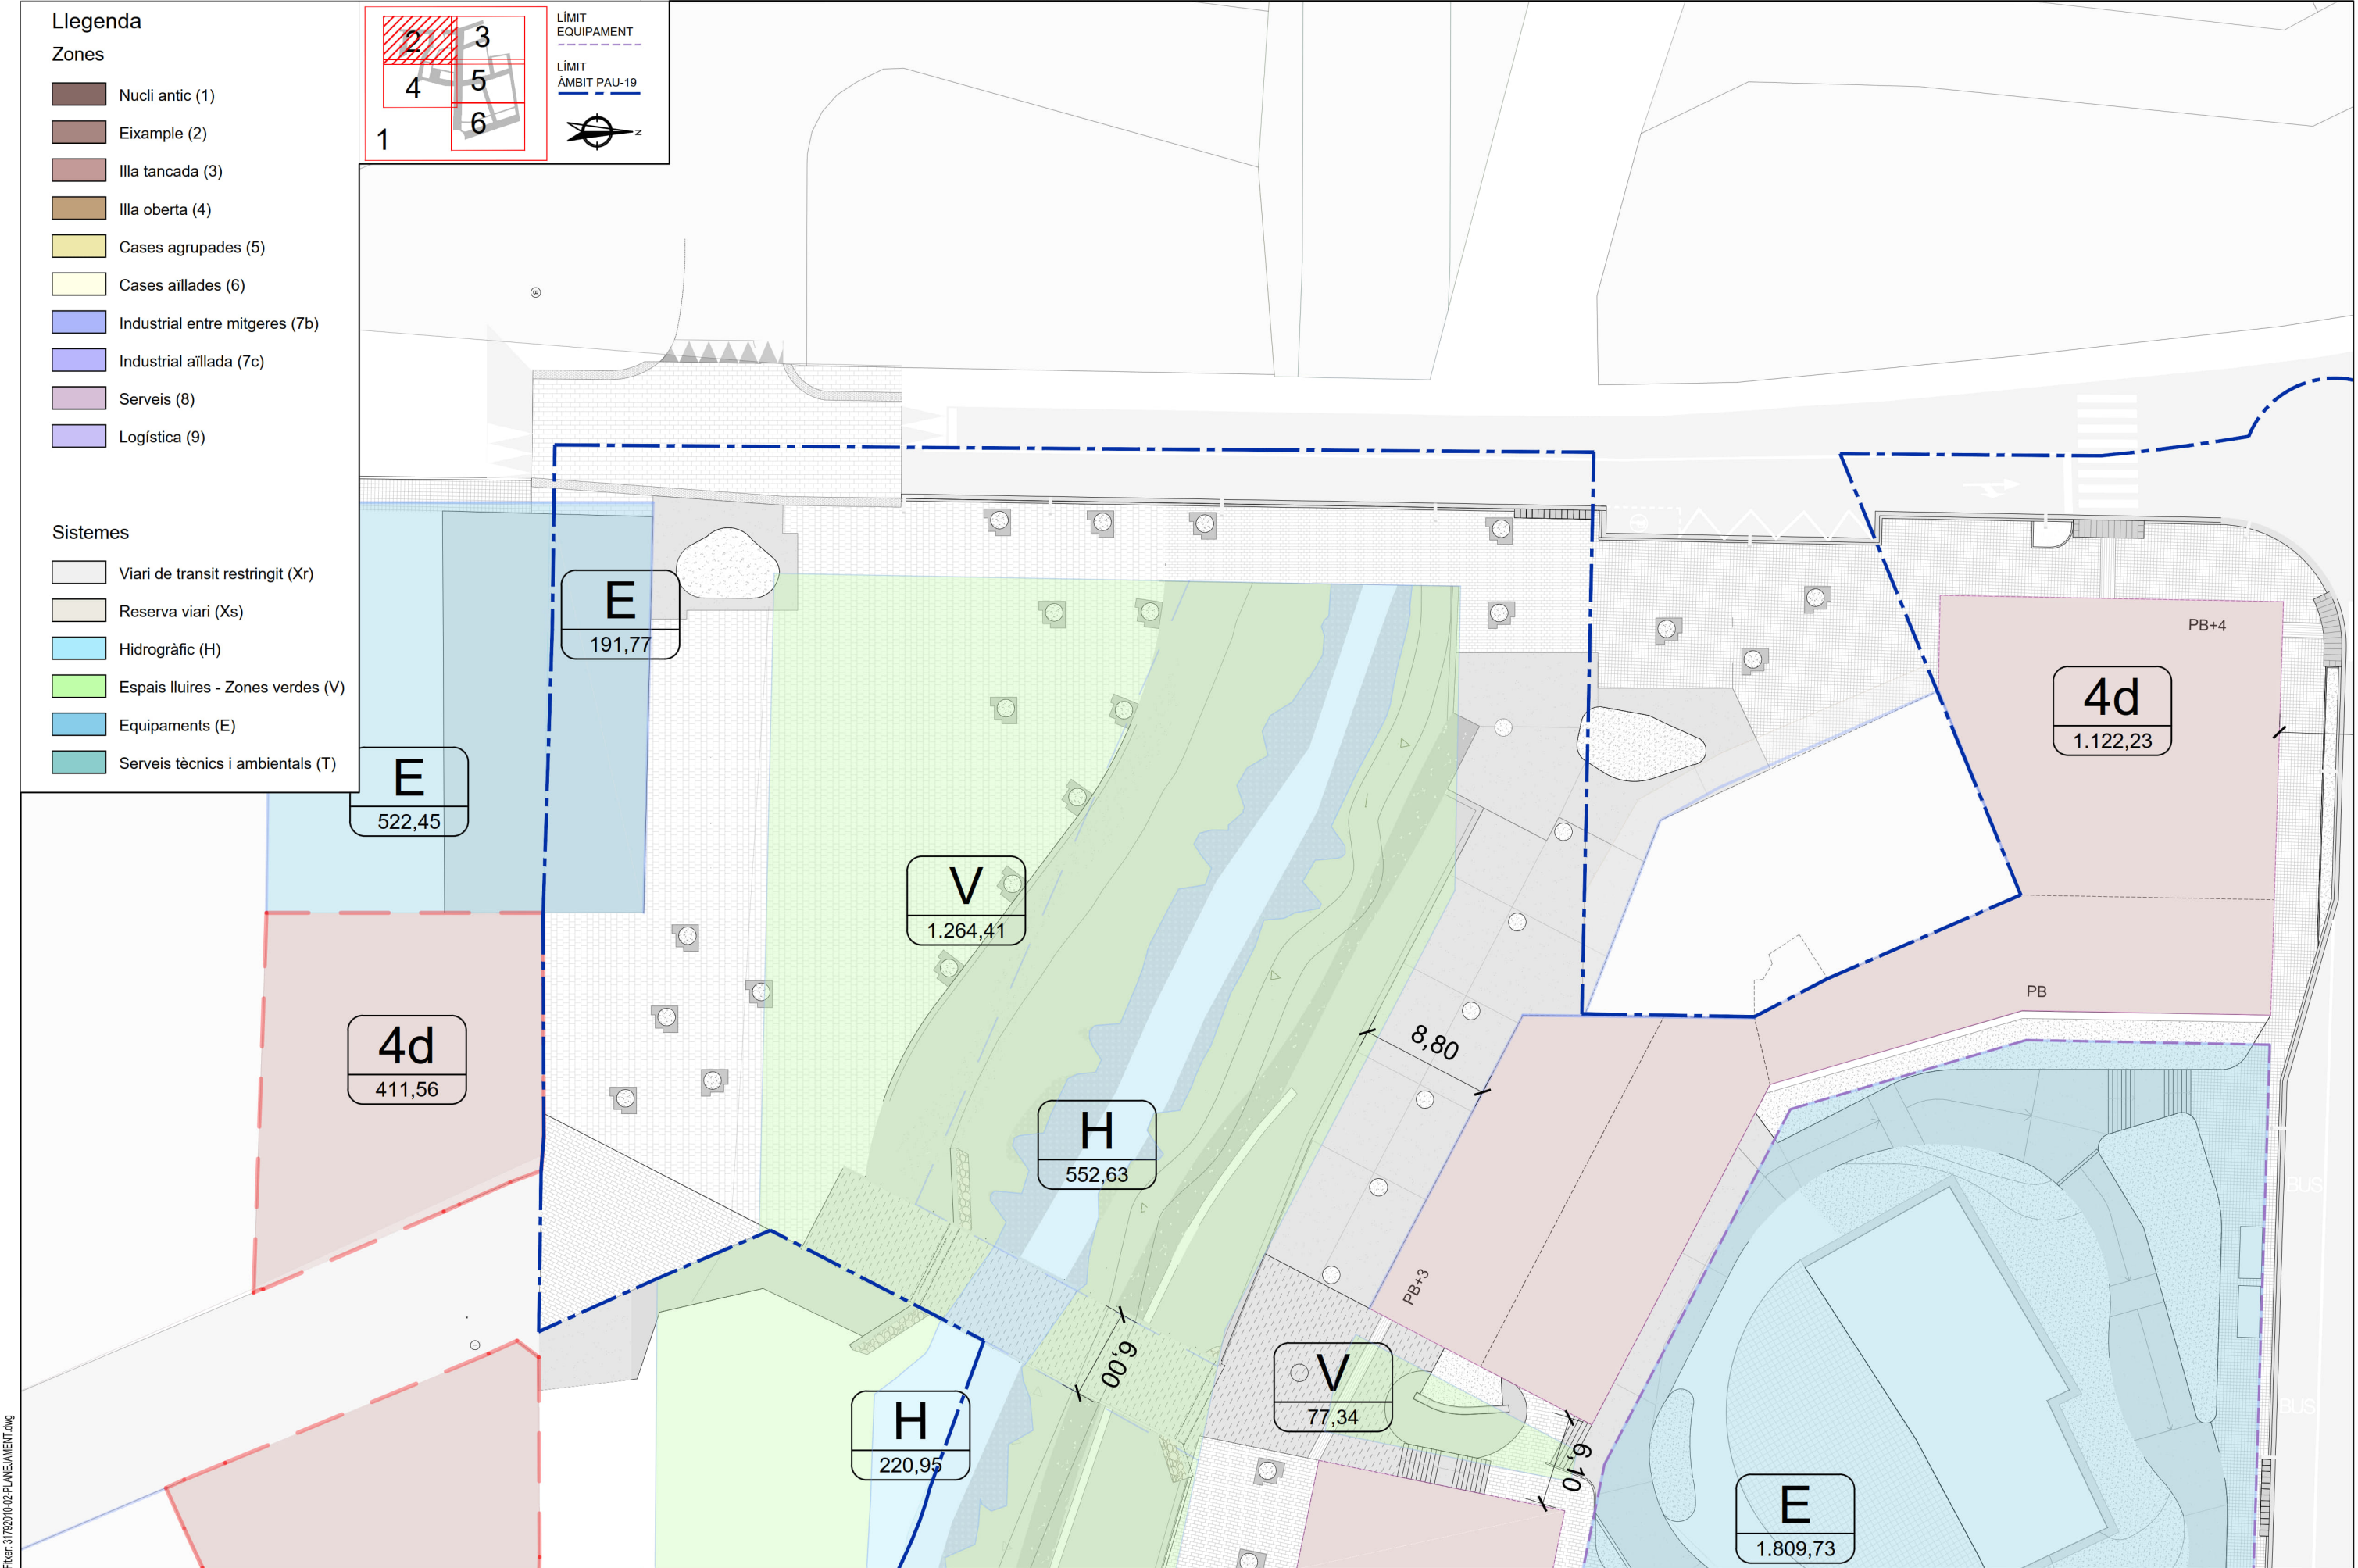 Llegenda
Zones
Nucli antic (1)
Eixample (2)
Illa tancada (3)
Illa oberta (4)
Cases agrupades (5)
Cases aïllades (6)
Industrial entre mitgeres (7b)
Industrial aïllada (7c)
Serveis (8)
Logística (9)
Sistemes
Viari de transit restringit (Xr)
Reserva viari (Xs)
Hidrogràfic (H)
Espais lluires - Zones verdes (V)
Equipaments (E)
Serveis tècnics i ambientals (T)
2
3
4
5
6
1
LÍMIT
EQUIPAMENT
LÍMIT
ÀMBIT PAU-19
N
B
E
191,77
E
522,45
PB+4
4d
1.122,23
V
1.264,41
PB
4d
411,56
8,80
H
552,63
BUS
PB+3
6,00
V
77,34
H
220,95
BUS
6,10
E
1.809,73
Fitxer: 31792010-02-PLANEJAMENT.dwg